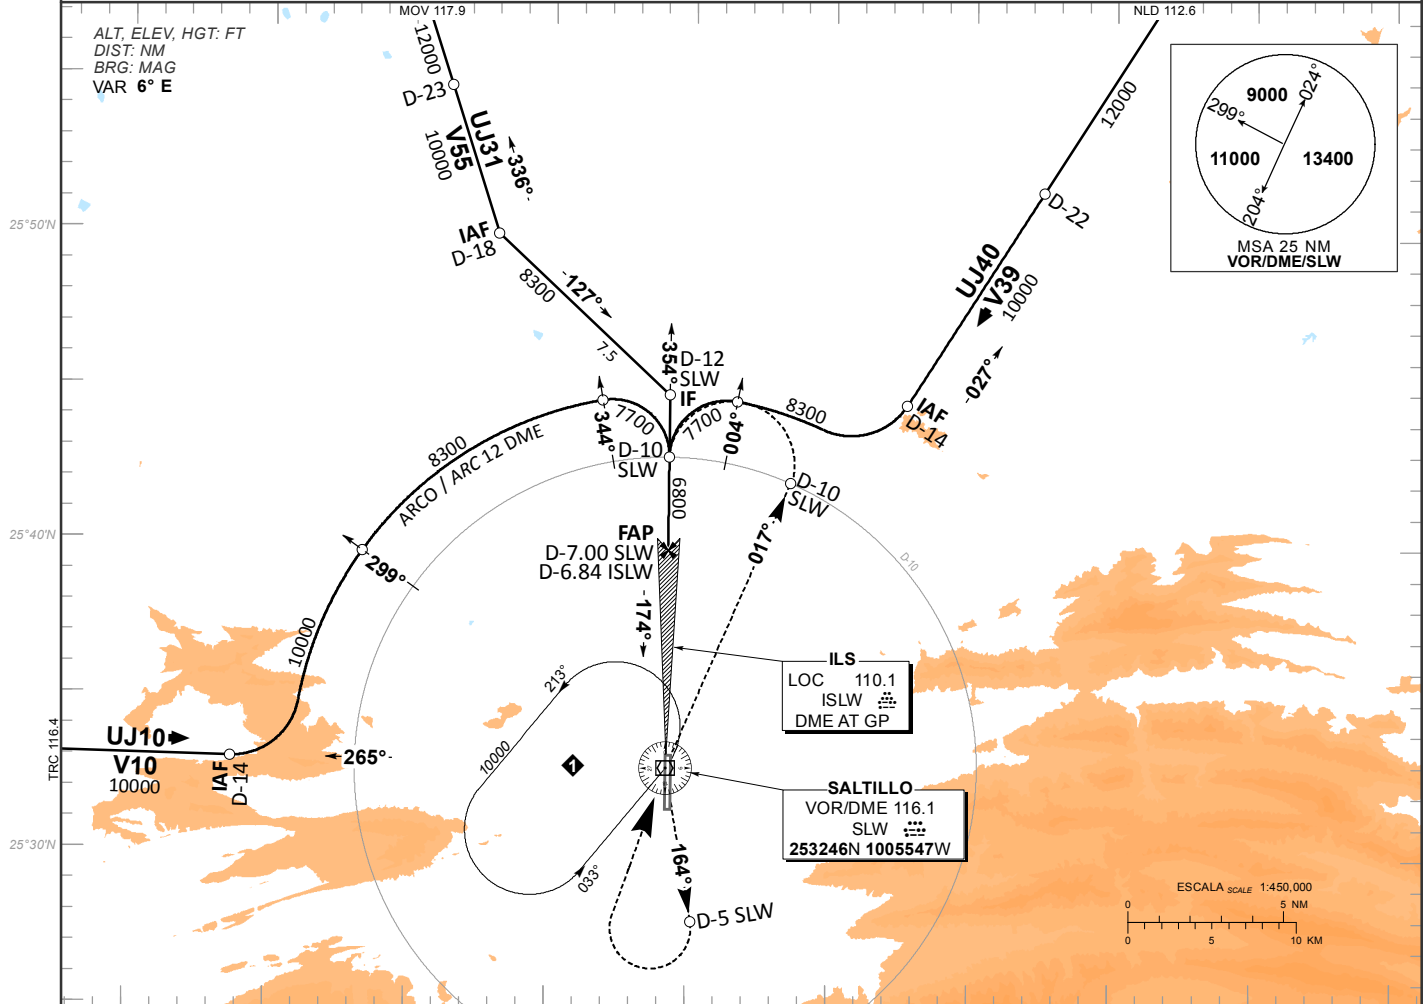 MOV 117.9
NLD 112.6
ALT, ELEV, HGT: FT
DIST: NM
BRG: MAG
VAR 6° E
12000
D-23
UJ31
V55
10000
336°
IAF
D-18
8300
127°
7.5
12000
D-22
UJ40
V39
10000
027°
IAF
D-14
9000
024°
299°
11000
13400
204°
MSA 25 NM
VOR/DME/SLW
25°50'N
354°
D-12
SLW
IF
7700
7700
8300
8300
ARCO / ARC 12 DME
344°
004°
D-10
SLW
D-10
SLW
6800
25°40'N
FAP
D-7.00 SLW
D-6.84 ISLW
017°
D-10
299°
174°
10000
ILS
LOC 110.1
ISLW
DME AT GP
213°
TRC 116.4
UJ10
V10
10000
IAF
D-14
265°
10000
1
SALTILLO
VOR/DME 116.1
SLW
253246N 1005547W
25°30'N
033°
164°
D-5 SLW
ESCALA SCALE 1:450,000
0 5 NM
0 5 10 KM